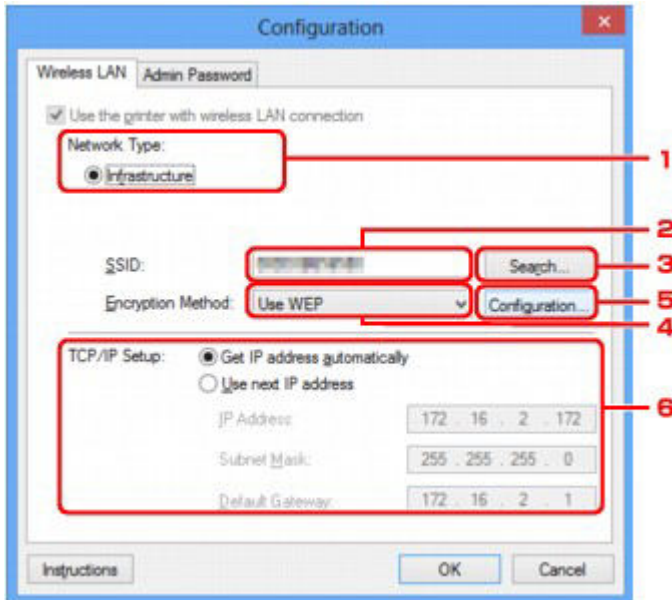 Configuration
Wireless LAN Admin Password
Use the printer with wireless LAN connection
Network Type:
Infrastructure
1
2
SSID: Search... 3
Encryption Method: Use WEP Configuration... 5
4
TCP/IP Setup: Get IP address automatically
Use next IP address
6
IP Address: 172 . 16 . 2 . 172
Subnet Mask: 255 . 255 . 255 . 0
Default Gateway: 172 . 16 . 2 . 1
Instructions OK Cancel